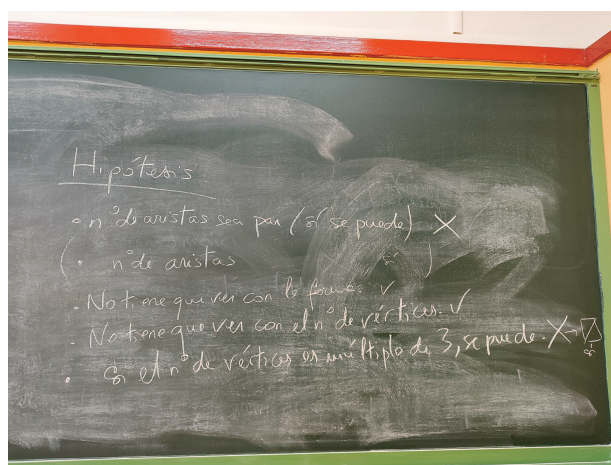 Hipótesis
• nº de aristas sea par (sí se puede) X
(• nº de aristas )
. No tiene que ver con la forma. √
. No tiene que ver con el nº de vértices. √
. Si el nº de vértices es múltiplo de 3, se puede. X→